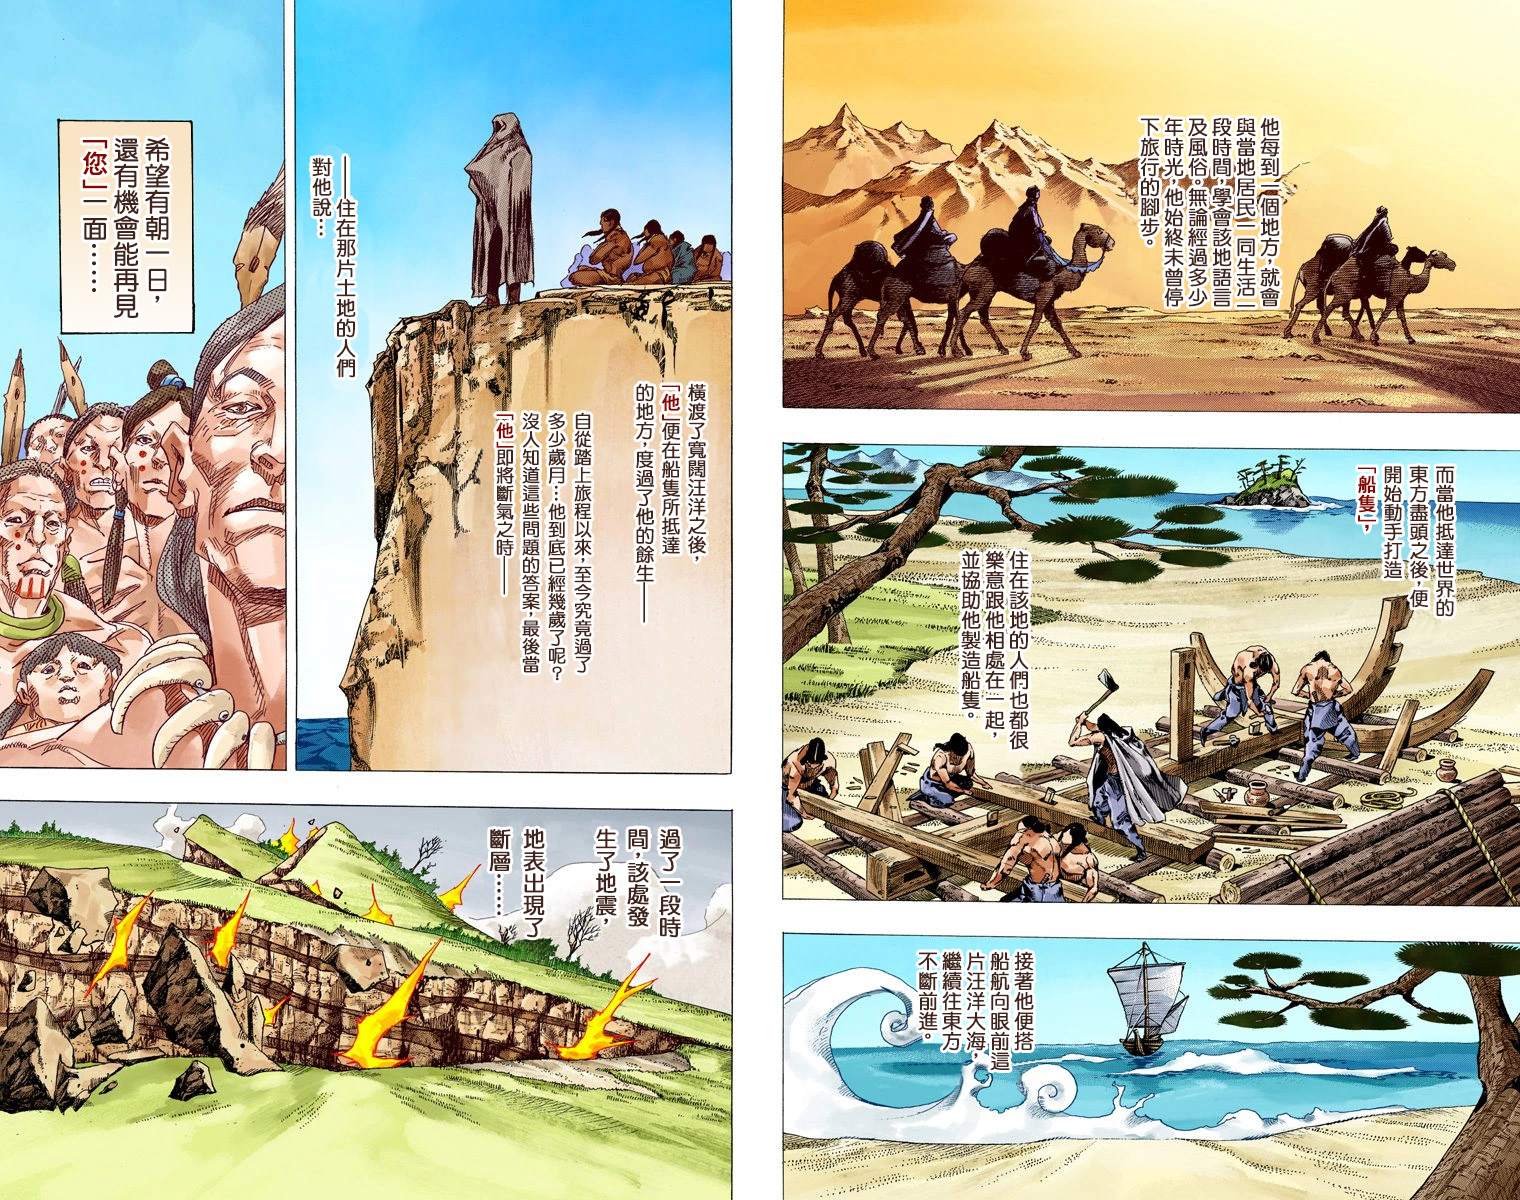 他每到一個地方，就會
與當地居民一同生活一
段時間，學會該地語言
及風俗。無論經過多少
年時光，他始終未曾停
下旅行的腳步。
而當他抵達世界的
東方盡頭之後，便
開始動手打造
「船隻」，
住在該地的人們也都很
樂意跟他相處在一起，
並協助他製造船隻。
接著他便搭
船航向眼前這
片汪洋大海，
繼續往東方
不斷前進。
橫渡了寬闊汪洋之後，
「他」便在船隻所抵達
的地方，度過了他的餘生——
自從踏上旅程以來，至今究竟過了
多少歲月…他到底已經幾歲了呢？
沒人知道這些問題的答案，最後當
「他」即將斷氣之時——
——住在那片土地的人們
對他說…
希望有朝一日，
還有機會能再見
「您」一面……
過了一段時
間，該處發
生了地震，
地表出現了
斷層……